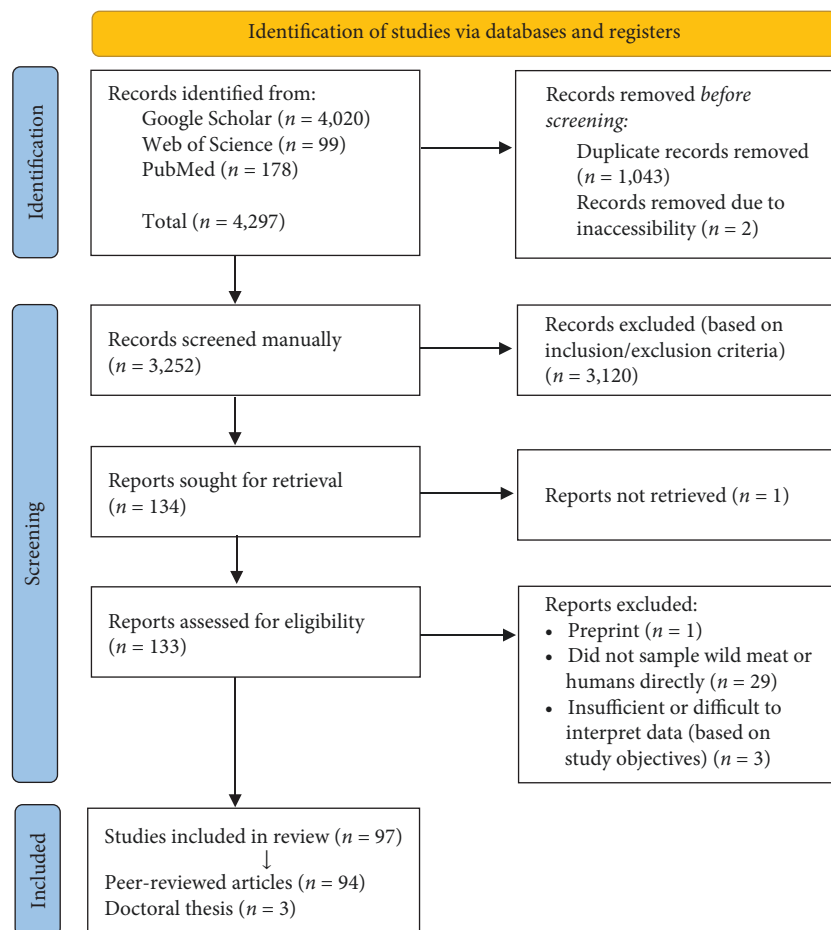 Identification of studies via databases and registers
Identification
Records identified from:
Google Scholar (n = 4,020)
Web of Science (n = 99)
PubMed (n = 178)
Total (n = 4,297)
Records removed before
screening:
Duplicate records removed
(n = 1,043)
Records removed due to
inaccessibility (n = 2)
Screening
Records screened manually
(n = 3,252)
Records excluded (based on
inclusion/exclusion criteria)
(n = 3,120)
Reports sought for retrieval
(n = 134)
Reports not retrieved (n = 1)
Reports assessed for eligibility
(n = 133)
Reports excluded:
• Preprint (n = 1)
• Did not sample wild meat or
humans directly (n = 29)
• Insufficient or difficult to
interpret data (based on
study objectives) (n = 3)
Included
Studies included in review (n = 97)
↓
Peer-reviewed articles (n = 94)
Doctoral thesis (n = 3)